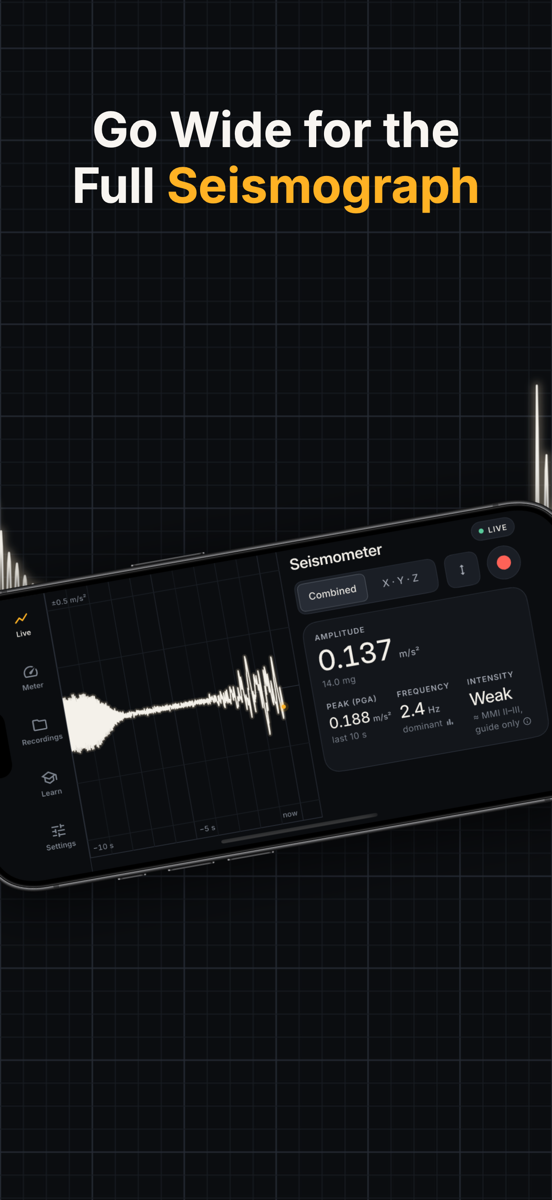 Go Wide for the
Full Seismograph
LIVE
Seismometer
Combined
X · Y · Z
±0.5 m/s²
Live
Meter
Recordings
Learn
Settings
−10 s
−5 s
now
AMPLITUDE
0.137 m/s²
14.0 mg
PEAK (PGA)
0.188 m/s²
last 10 s
FREQUENCY
2.4 Hz
dominant
INTENSITY
Weak
≈ MMI II–III,
guide only